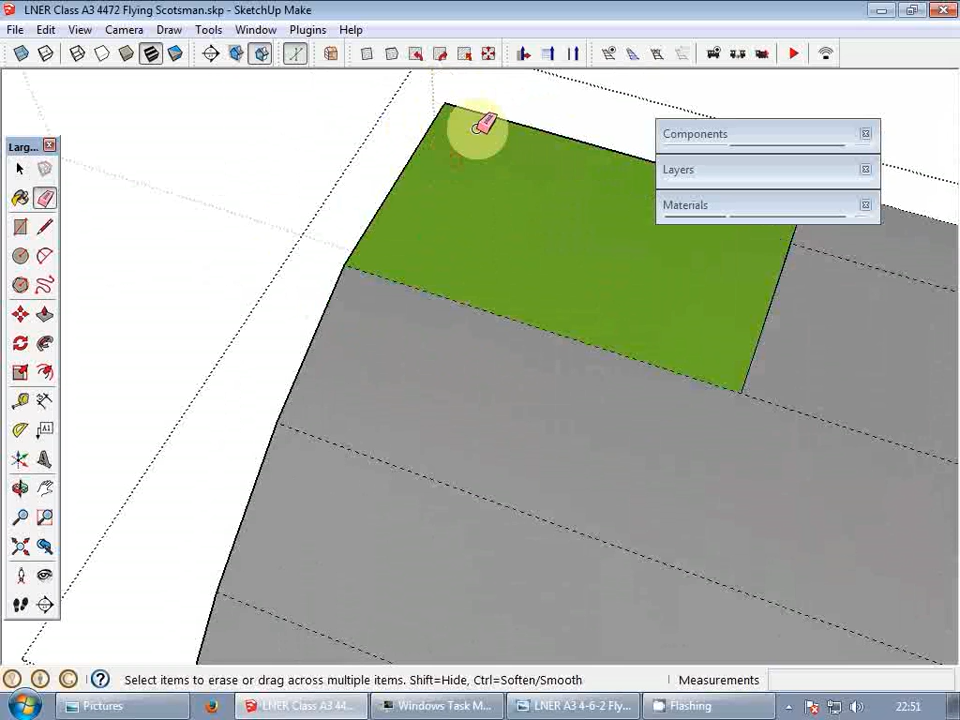 LNER Class A3 4472 Flying Scotsman.skp - SketchUp Make
File Edit View Camera Draw Tools Window Plugins Help
Components
Larg...
Layers
Materials
A1
Select items to erase or drag across multiple items. Shift=Hide, Ctrl=Soften/Smooth Measurements
Pictures LNER Class A3 44... Windows Task M... LNER A3 4-6-2 Fly... Flashing 22:51